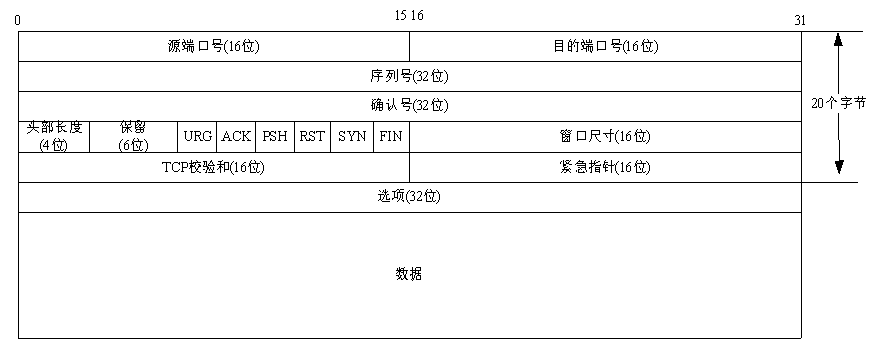 0 15 16 31
源端口号(16位) 目的端口号(16位)
序列号(32位)
20个字节
确认号(32位)
头部长度
(4位)
保留
(6位)
URG ACK PSH RST SYN FIN 窗口尺寸(16位)
TCP校验和(16位) 紧急指针(16位)
选项(32位)
数据